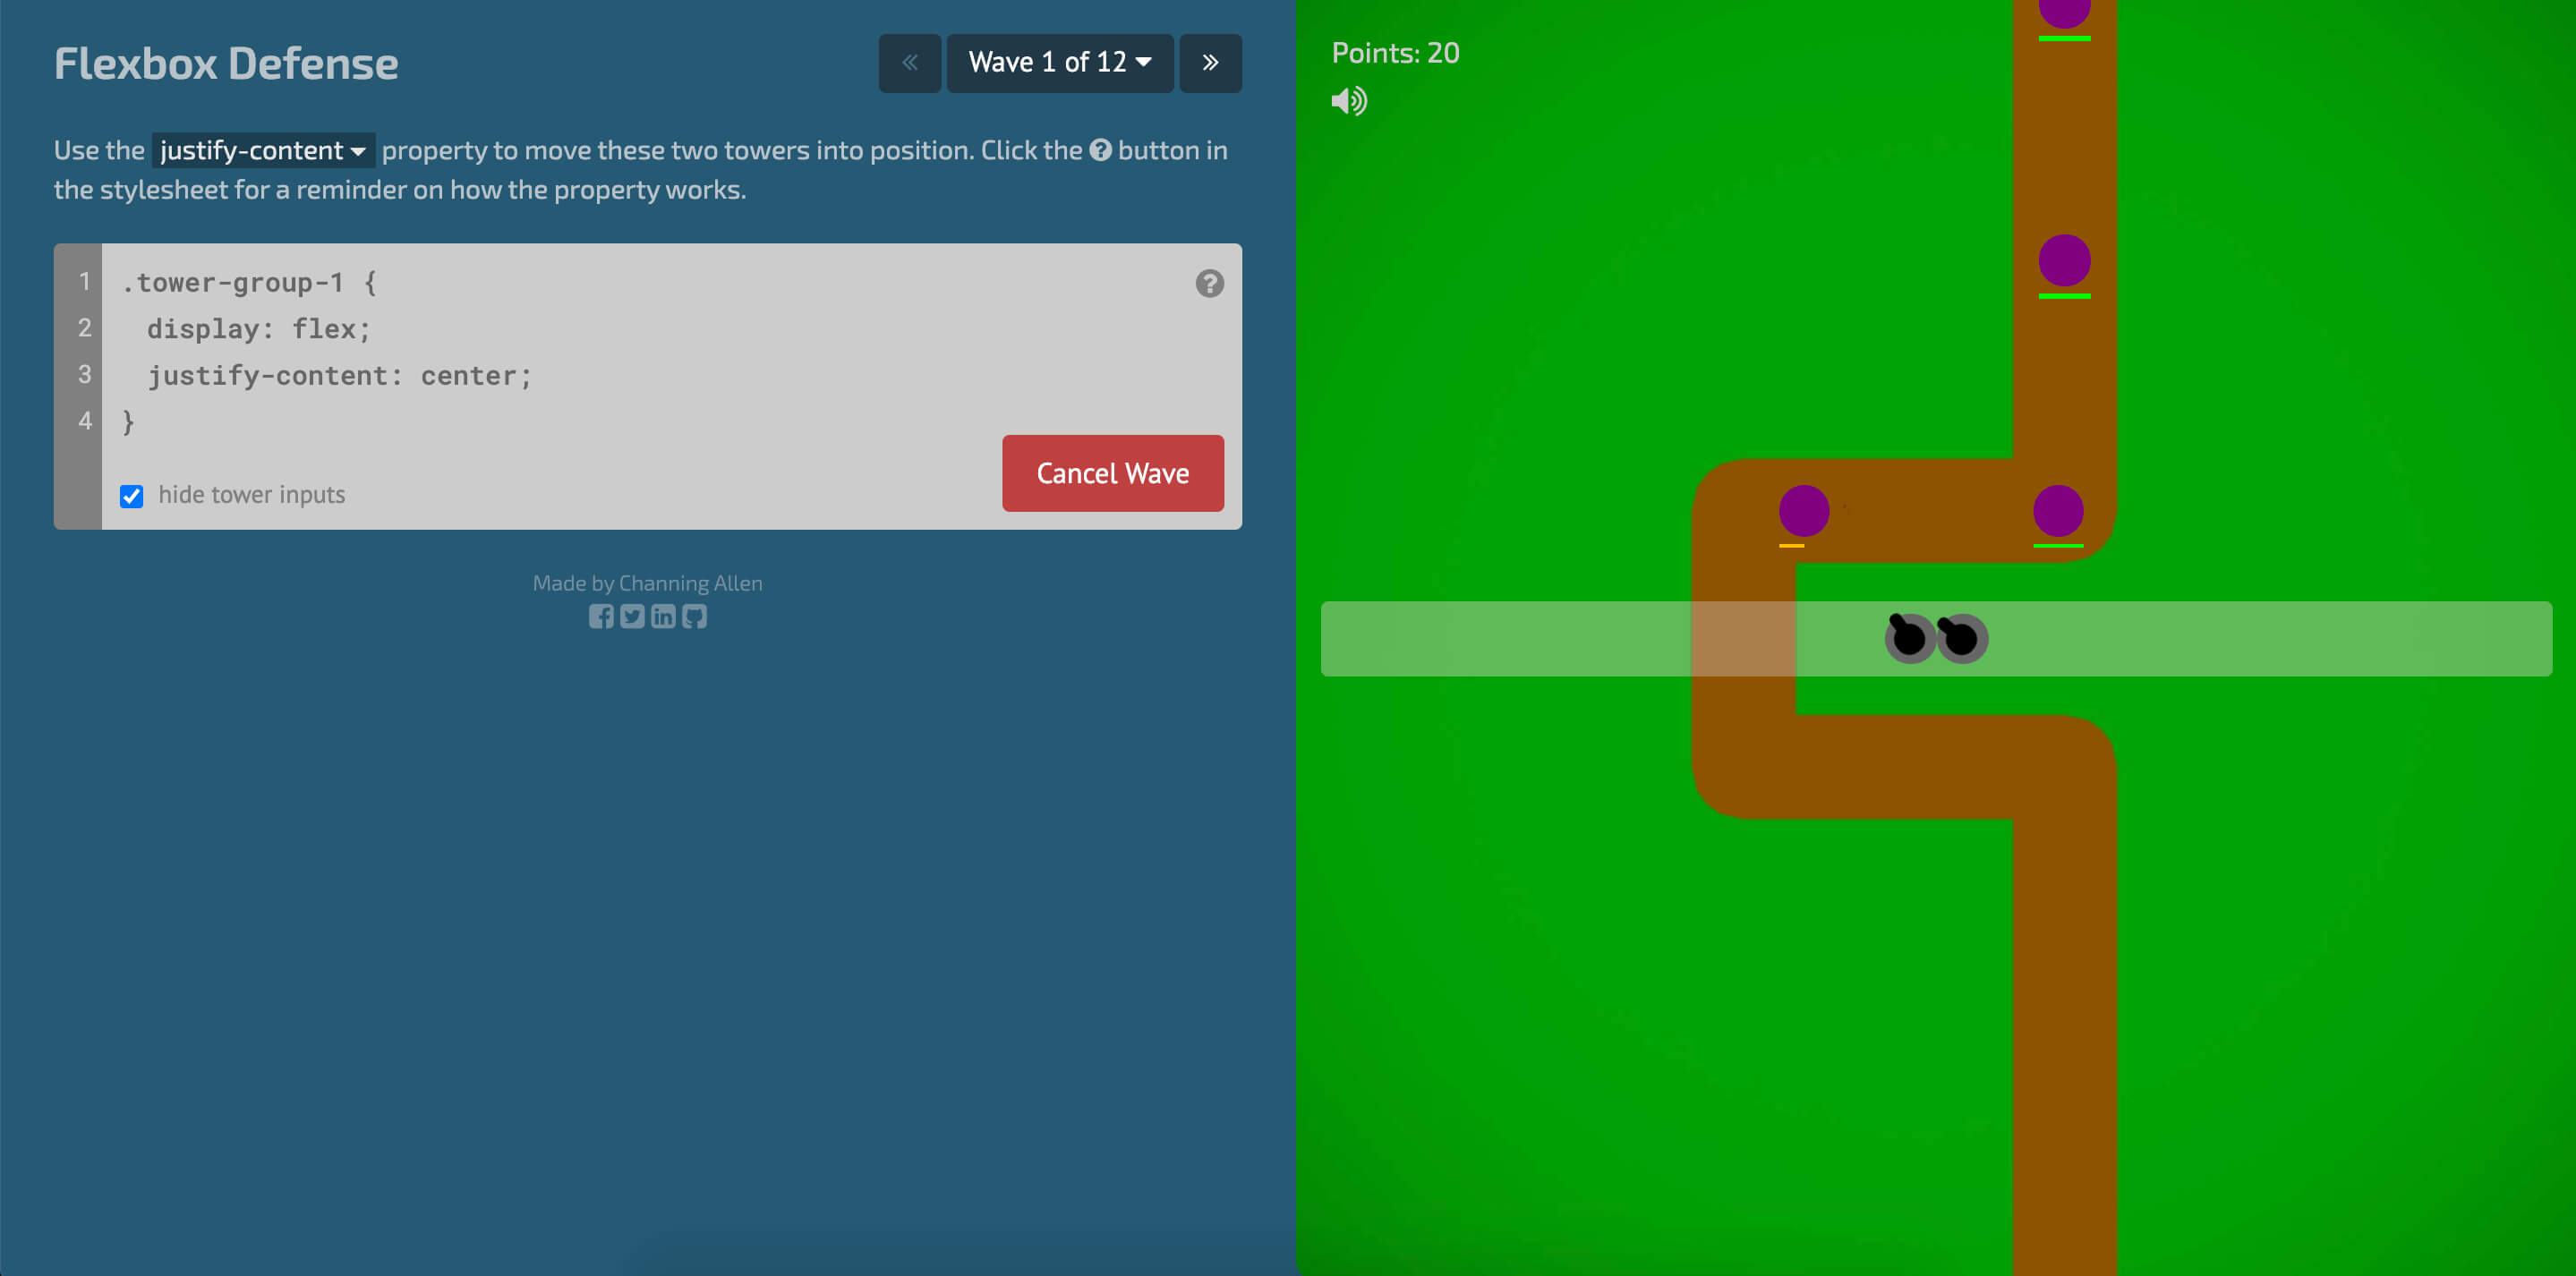 Flexbox Defense
« Wave 1 of 12 »
Use the justify-content property to move these two towers into position. Click the ? button in
the stylesheet for a reminder on how the property works.
1 .tower-group-1 {
?
2 display: flex;
3 justify-content: center;
4 }
hide tower inputs
Cancel Wave
Made by Channing Allen
Points: 20